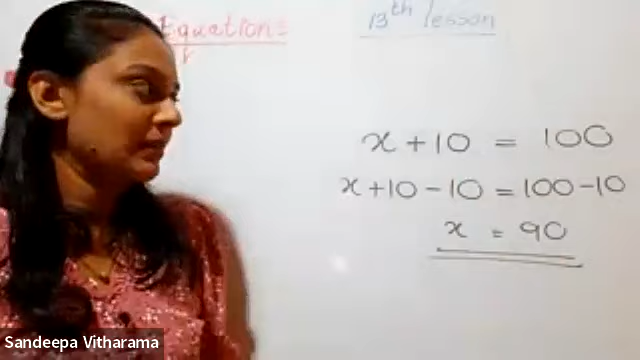 Equations
13th lesson
x + 10 = 100
x + 10 - 10 = 100 - 10
x = 90
Sandeepa Vitharama